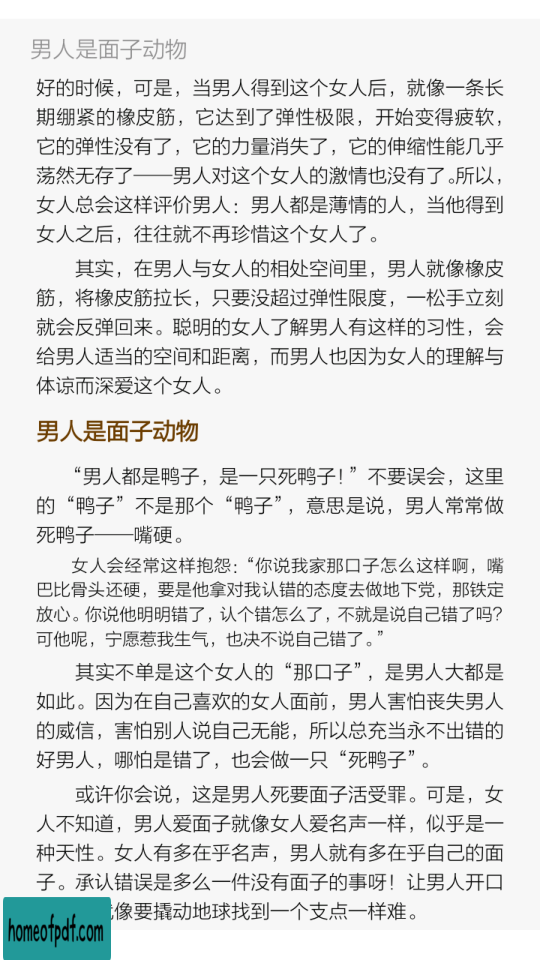 男人是面子动物
好的时候，可是，当男人得到这个女人后，就像一条长
期绷紧的橡皮筋，它达到了弹性极限，开始变得疲软，
它的弹性没有了，它的力量消失了，它的伸缩性能几乎
荡然无存了——男人对这个女人的激情也没有了。所以，
女人总会这样评价男人：男人都是薄情的人，当他得到
女人之后，往往就不再珍惜这个女人了。
其实，在男人与女人的相处空间里，男人就像橡皮
筋，将橡皮筋拉长，只要没超过弹性限度，一松手立刻
就会反弹回来。聪明的女人了解男人有这样的习性，会
给男人适当的空间和距离，而男人也因为女人的理解与
体谅而深爱这个女人。
男人是面子动物
“男人都是鸭子，是一只死鸭子！”不要误会，这里
的“鸭子”不是那个“鸭子”，意思是说，男人常常做
死鸭子——嘴硬。
女人会经常这样抱怨：“你说我家那口子怎么这样啊，嘴
巴比骨头还硬，要是他拿对我认错的态度去做地下党，那铁定
放心。你说他明明错了，认个错怎么了，不就是说自己错了吗？
可他呢，宁愿惹我生气，也决不说自己错了。”
其实不单是这个女人的“那口子”，是男人大都是
如此。因为在自己喜欢的女人面前，男人害怕丧失男人
的威信，害怕别人说自己无能，所以总充当永不出错的
好男人，哪怕是错了，也会做一只“死鸭子”。
或许你会说，这是男人死要面子活受罪。可是，女
人不知道，男人爱面子就像女人爱名声一样，似乎是一
种天性。女人有多在乎名声，男人就有多在乎自己的面
子。承认错误是多么一件没有面子的事呀！让男人开口
像要撬动地球找到一个支点一样难。
homeofpdf.com